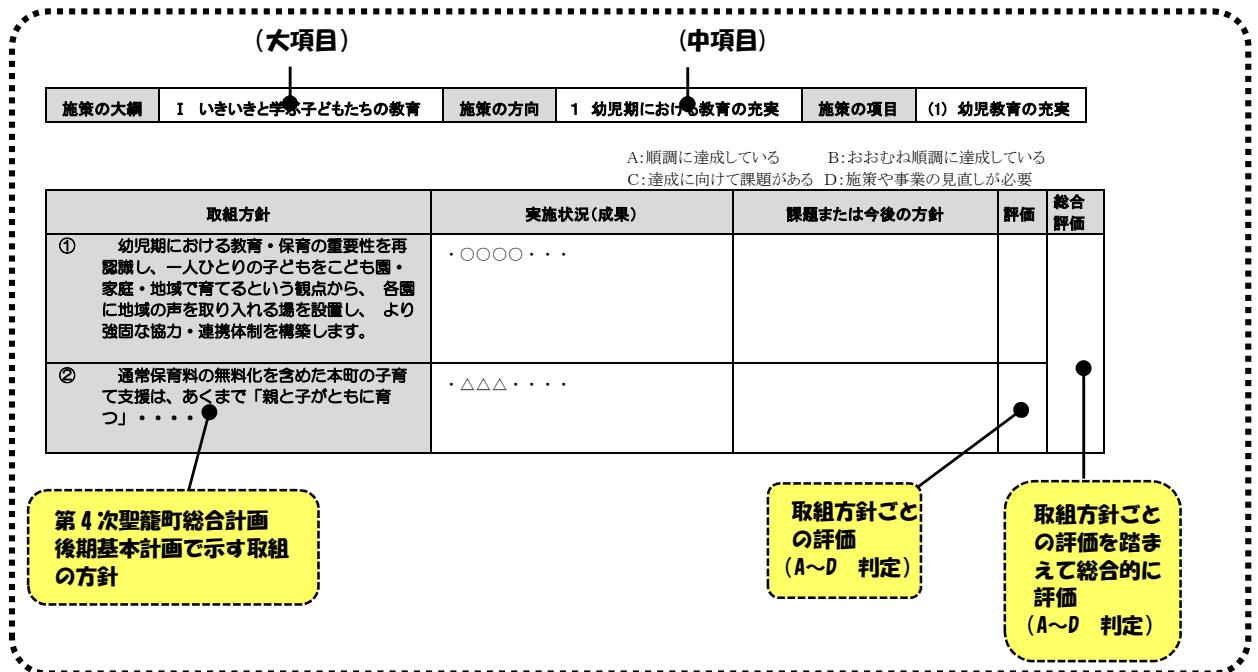 (大項目) (中項目)
施策の大綱 Ⅰ いきいきと学ぶ子どもたちの教育 施策の方向 1 幼児期における教育の充実 施策の項目 (1) 幼児教育の充実
A:順調に達成している B:おおむね順調に達成している
C:達成に向けて課題がある D:施策や事業の見直しが必要
取組方針 実施状況(成果) 課題または今後の方針 評価 総合
評価
① 幼児期における教育・保育の重要性を再
認識し、一人ひとりの子どもをこども園・
家庭・地域で育てるという観点から、 各園
に地域の声を取り入れる場を設置し、 より
強固な協力・連携体制を構築します。
・○○○○・・・
② 通常保育料の無料化を含めた本町の子育
て支援は、あくまで「親と子がともに育
つ」・・・・
・△△△・・・・
第4次聖籠町総合計画
後期基本計画で示す取組
の方針
取組方針ごと
の評価
(A～D 判定)
取組方針ごと
の評価を踏ま
えて総合的に
評価
(A～D 判定)